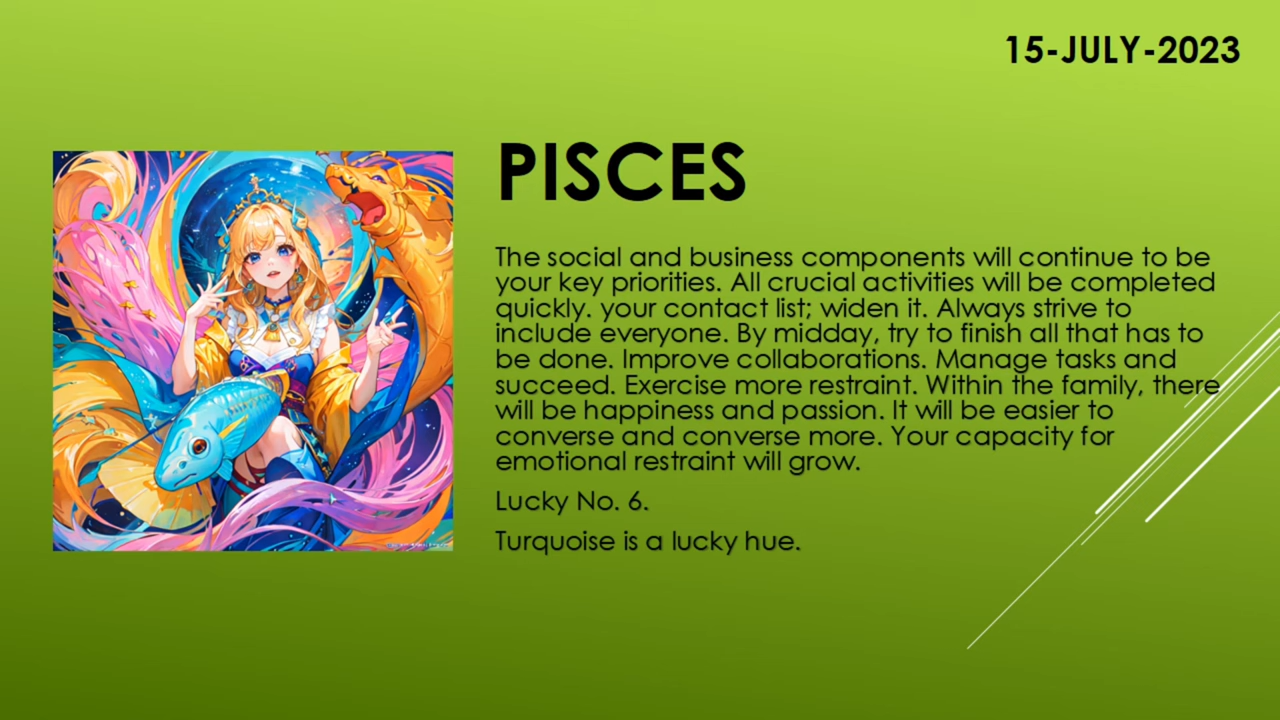 15-JULY-2023
PISCES
The social and business components will continue to be
your key priorities. All crucial activities will be completed
quickly. your contact list; widen it. Always strive to
include everyone. By midday, try to finish all that has to
be done. Improve collaborations. Manage tasks and
succeed. Exercise more restraint. Within the family, there
will be happiness and passion. It will be easier to
converse and converse more. Your capacity for
emotional restraint will grow.
Lucky No. 6.
Turquoise is a lucky hue.